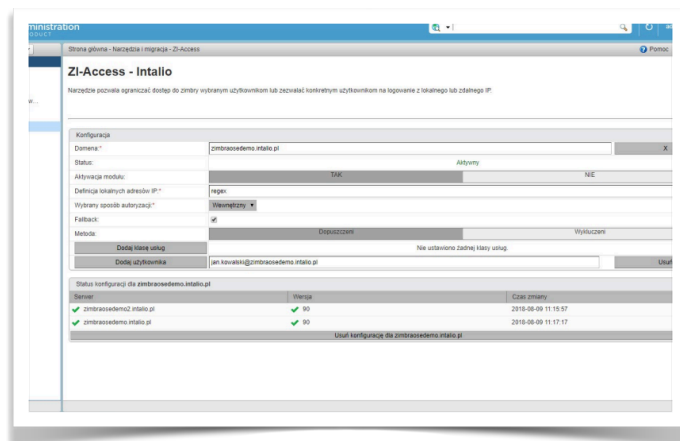 ministration
PRODUCT
Strona główna - Narzędzia i migracja - ZI-Access
Pomoc
ZI-Access - Intalio
Narzędzie pozwala ograniczać dostęp do zimbry wybranym użytkownikom lub zezwalać konkretnym użytkownikom na logowanie z lokalnego lub zdalnego IP.
w...
Konfiguracja
Domena:* zimbraosedemo.intalio.pl X
Status: Aktywny
Aktywacja modułu: TAK NIE
Definicja lokalnych adresów IP:* regex
Wybrany sposób autoryzacji:* Wewnętrzny
Fallback:
Metoda: Dopuszczeni Wykluczeni
Dodaj klasę usług Nie ustawiono żadnej klasy usług.
Dodaj użytkownika jan.kowalski@zimbraosedemo.intalio.pl Usuń
Status konfiguracji dla zimbraosedemo.intalio.pl
Serwer Wersja Czas zmiany
zimbraosedemo2.intalio.pl 90 2018-08-09 11:15:57
zimbraosedemo.intalio.pl 90 2018-08-09 11:17:17
Usuń konfigurację dla zimbraosedemo.intalio.pl